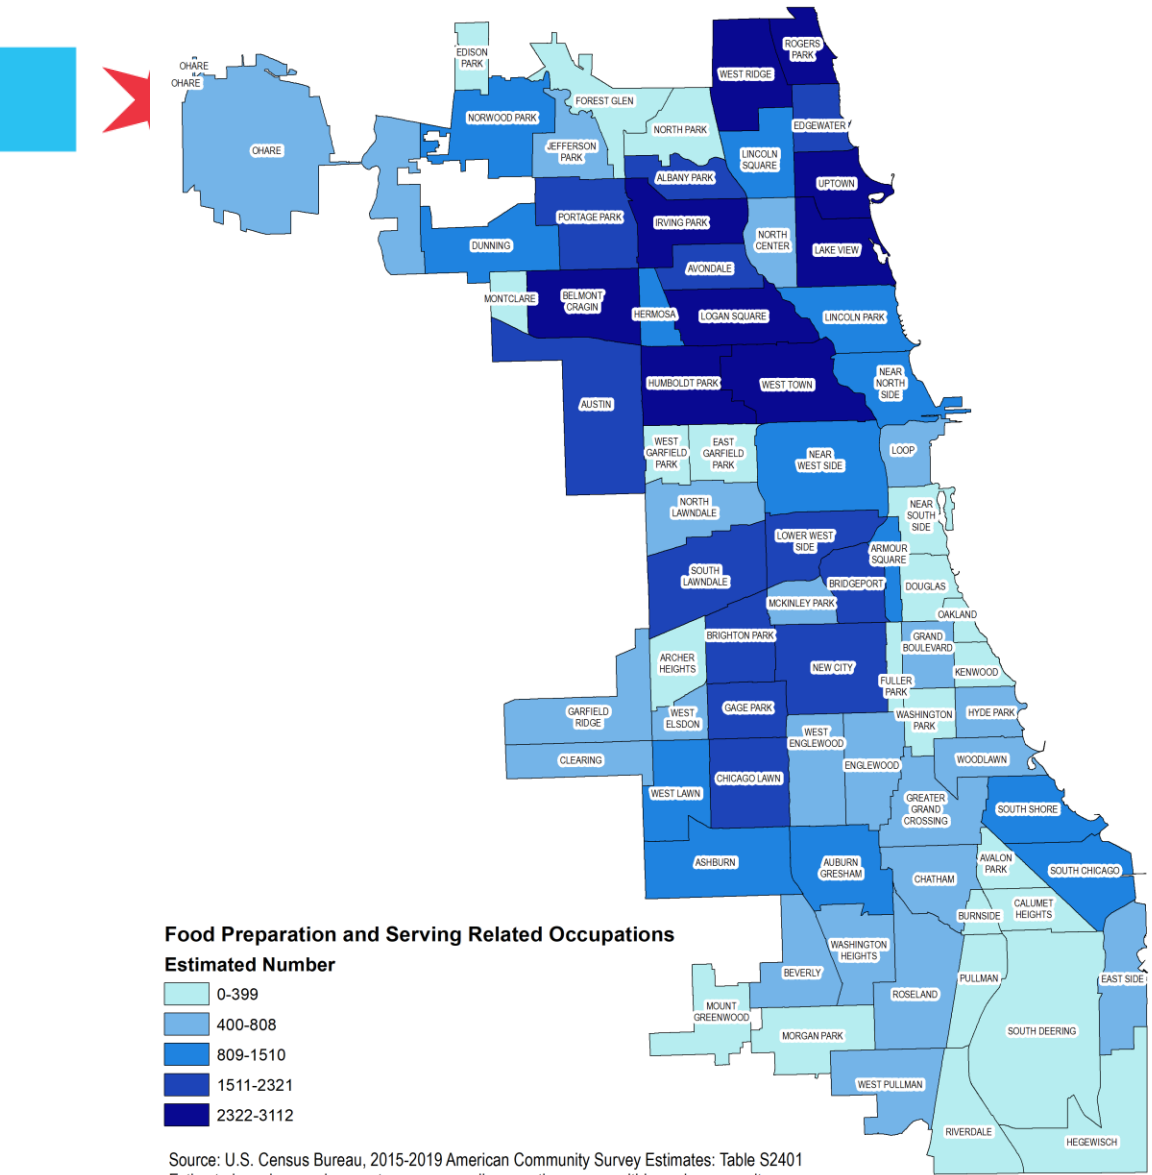 ROGERS
PARK
EDISON
PARK
OHARE
OHARE
WEST RIDGE
FOREST GLEN
NORWOOD PARK
NORTH PARK
EDGEWATER
OHARE
JEFFERSON
PARK
LINCOLN
SQUARE
ALBANY PARK
UPTOWN
PORTAGE PARK
IRVING PARK
DUNNING
NORTH
CENTER
LAKE VIEW
AVONDALE
MONTCLARE
BELMONT
CRAGIN
HERMOSA
LOGAN SQUARE
LINCOLN PARK
HUMBOLDT PARK
WEST TOWN
NEAR
NORTH
SIDE
AUSTIN
WEST
GARFIELD
PARK
EAST
GARFIELD
PARK
NEAR
WEST SIDE
LOOP
NORTH
LAWNDALE
NEAR
SOUTH
SIDE
LOWER WEST
SIDE
ARMOUR
SQUARE
SOUTH
LAWNDALE
BRIDGEPORT
DOUGLAS
MCKINLEY PARK
OAKLAND
BRIGHTON PARK
GRAND
BOULEVARD
ARCHER
HEIGHTS
NEW CITY
KENWOOD
FULLER
PARK
GARFIELD
RIDGE
WEST
ELSDON
GAGE PARK
WASHINGTON
PARK
HYDE PARK
WEST
ENGLEWOOD
CLEARING
ENGLEWOOD
WOODLAWN
WEST LAWN
CHICAGO LAWN
GREATER
GRAND
CROSSING
SOUTH SHORE
ASHBURN
AUBURN
GRESHAM
AVALON
PARK
SOUTH CHICAGO
CHATHAM
CALUMET
HEIGHTS
BURNSIDE
Food Preparation and Serving Related Occupations
Estimated Number
0-399
400-808
809-1510
1511-2321
2322-3112
WASHINGTON
HEIGHTS
BEVERLY
PULLMAN
EAST SIDE
ROSELAND
MOUNT
GREENWOOD
MORGAN PARK
SOUTH DEERING
WEST PULLMAN
RIVERDALE
HEGEWISCH
Source: U.S. Census Bureau, 2015-2019 American Community Survey Estimates: Table S2401